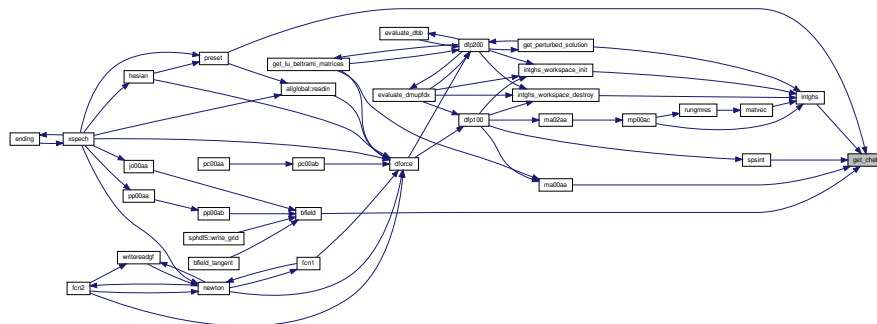 evaluate_dbb
dfp200
get_perturbed_solution
preset
get_lu_beltrami_matrices
hesian
intghs_workspace_init
allglobal::readin
evaluate_dmupfdx
intghs_workspace_destroy
intghs
rungmres
matvec
dfp100
ma02aa
mp00ac
ending
xspech
jo00aa
pc00aa
pc00ab
dforce
spsint
get_che
pp00aa
ma00aa
pp00ab
bfield
sphdf5::write_grid
writereadgf
bfield_tangent
fcn1
fcn2
newton